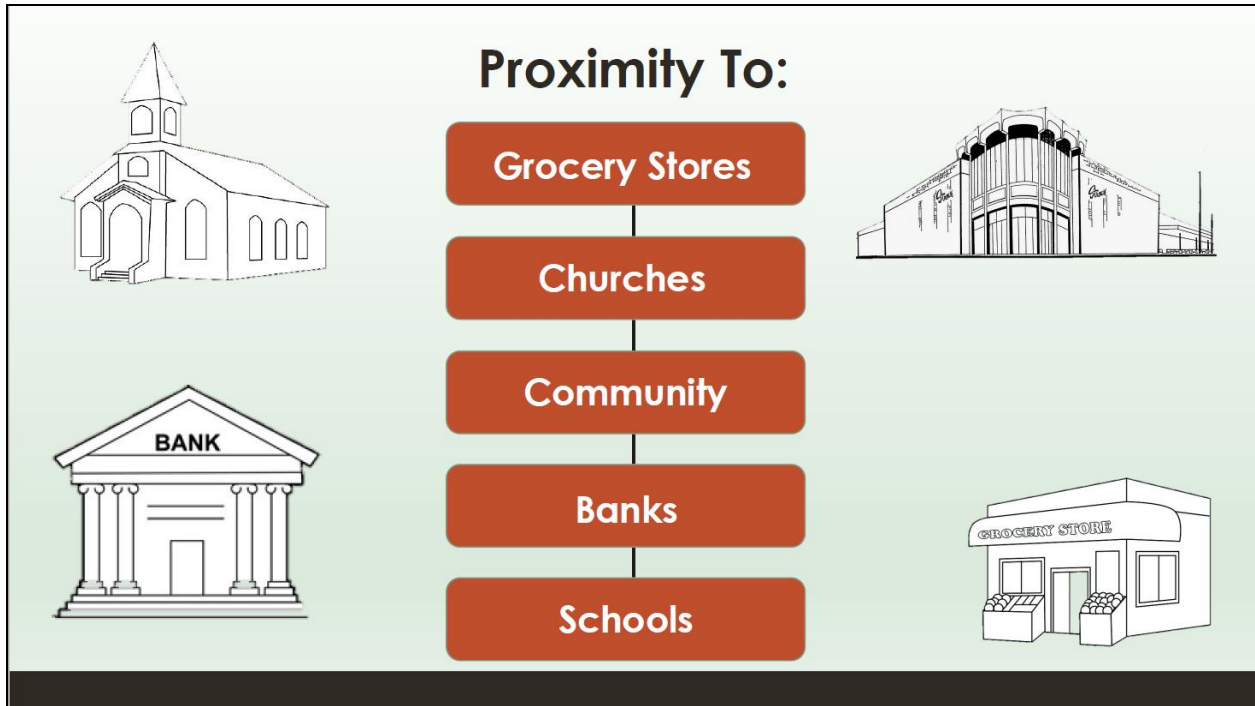 Proximity To:
Grocery Stores
Churches
Community
Banks
Schools
BANK
GROCERY STORE